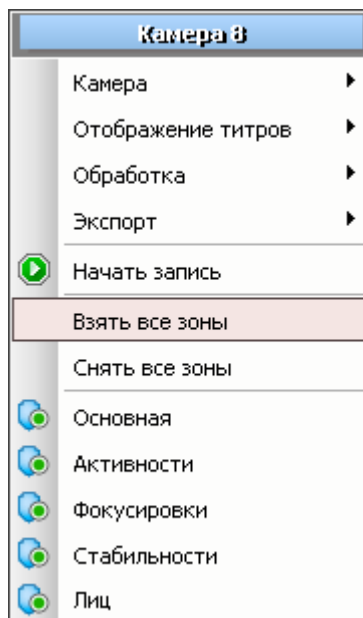 Камера 8
Камера
Отображение титров
Обработка
Экспорт
Начать запись
Взять все зоны
Снять все зоны
Основная
Активности
Фокусировки
Стабильности
Лиц